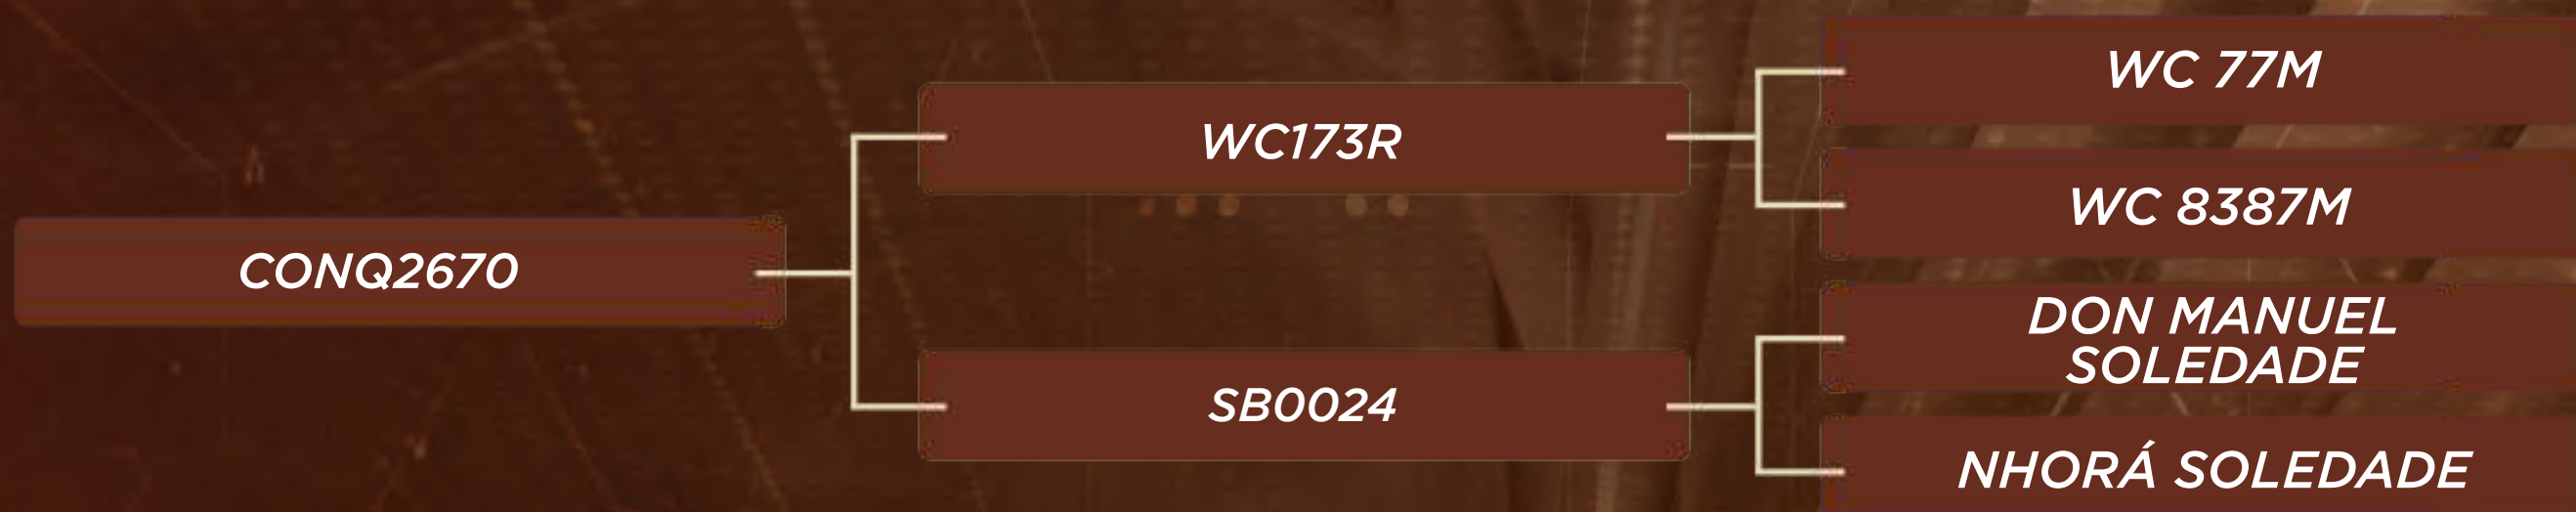 WC 77M
WC173R
WC 8387M
CONQ2670
DON MANUEL
SOLEDADE
SB0024
NHORÁ SOLEDADE